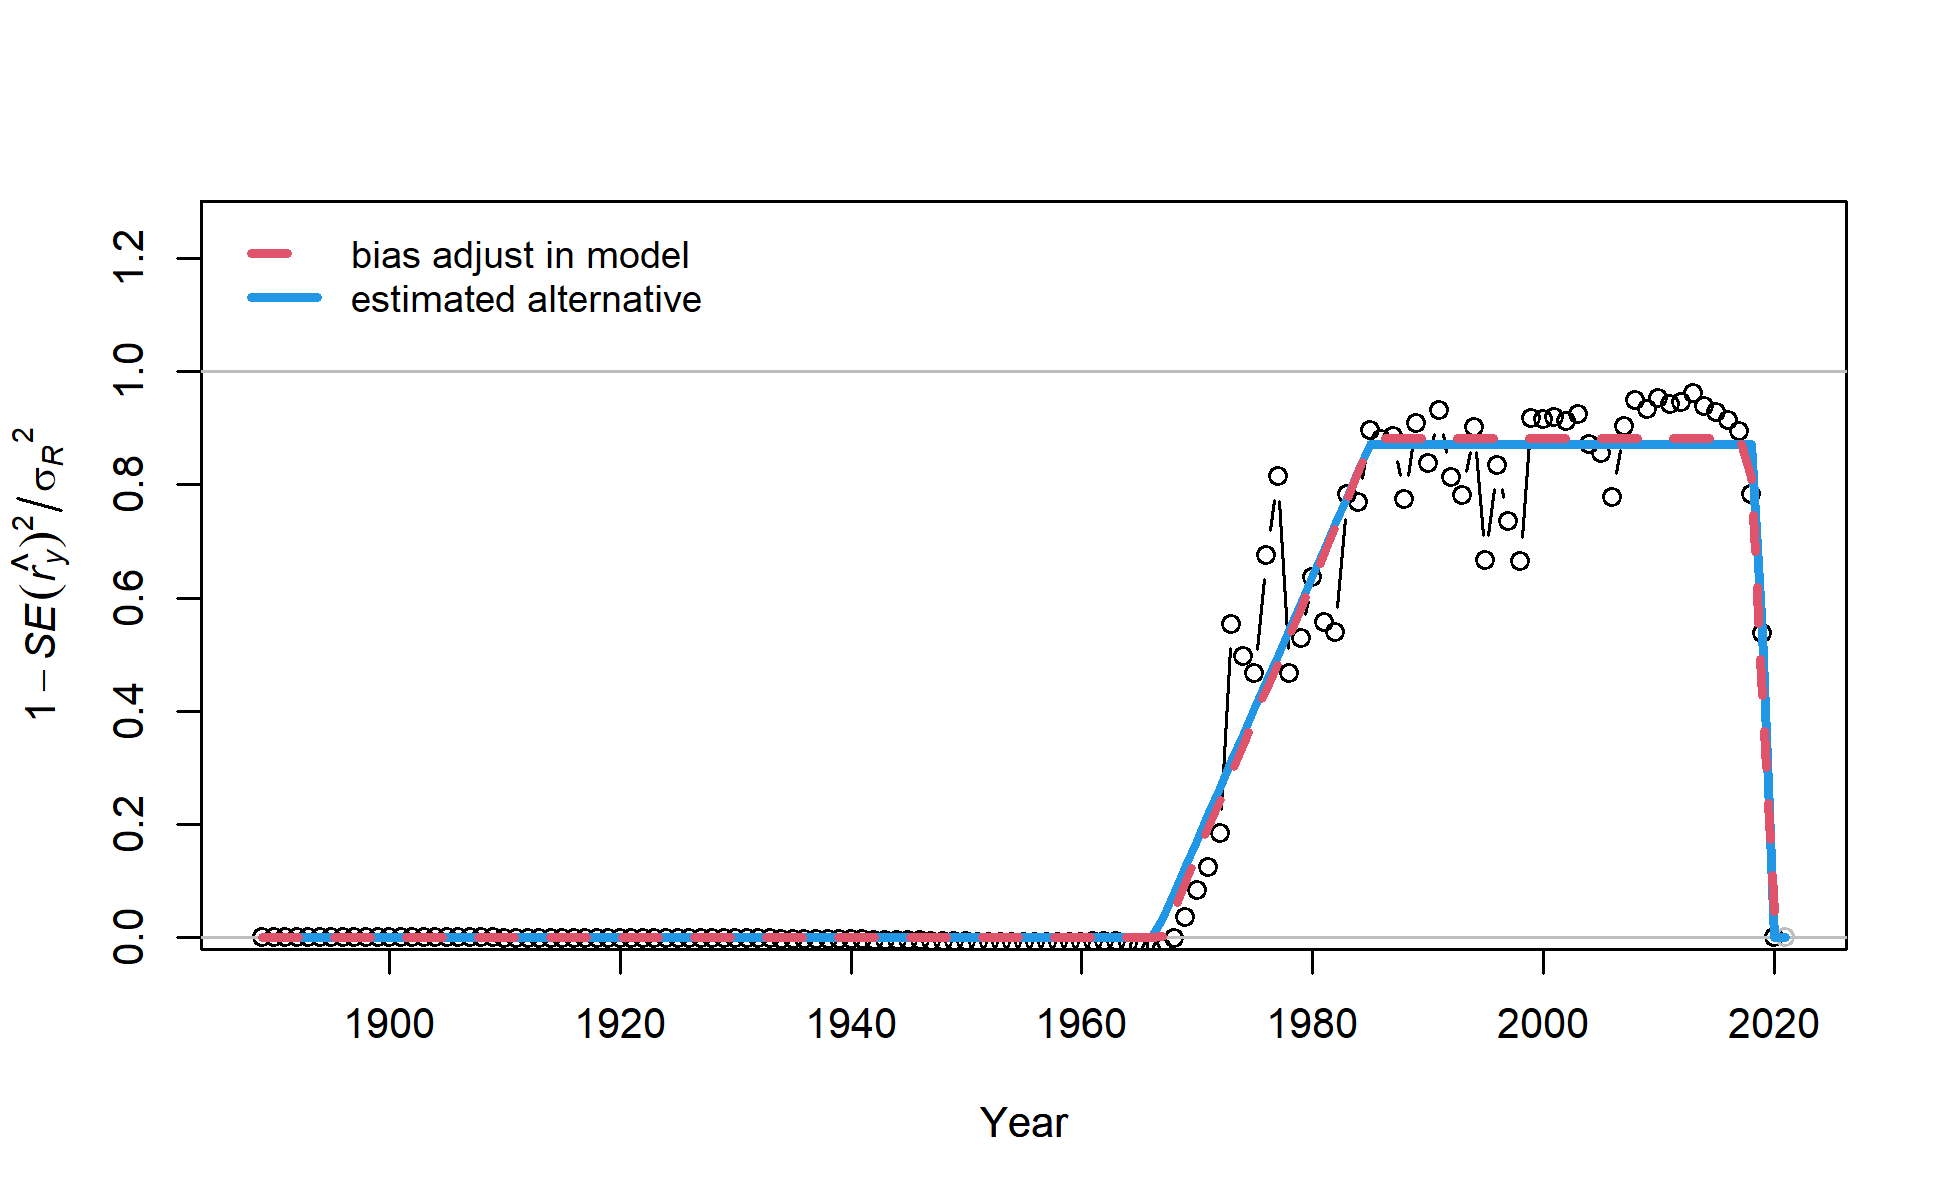 bias adjust in model
estimated alternative
1 − SE(r̂y)² / σR²
1.2
1.0
0.8
0.6
0.4
0.2
0.0
1900 1920 1940 1960 1980 2000 2020
Year